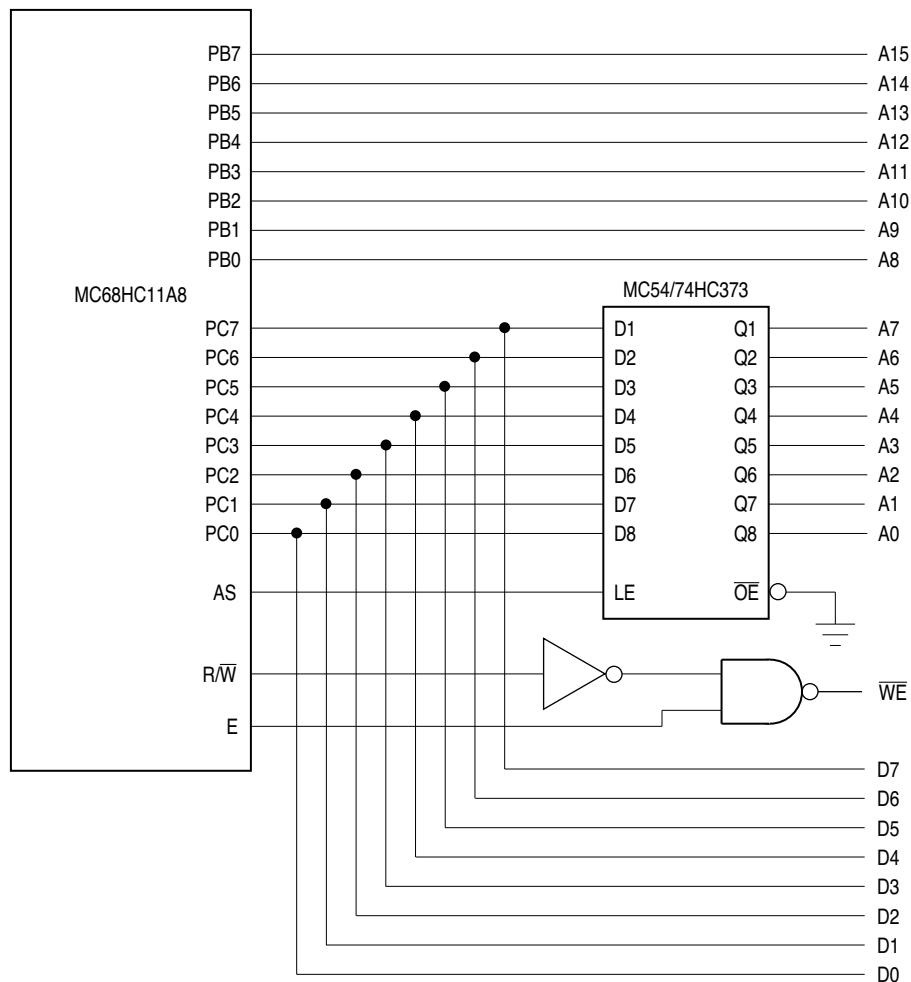 PB7 A15
PB6 A14
PB5 A13
PB4 A12
PB3 A11
PB2 A10
PB1 A9
PB0 A8
MC68HC11A8 MC54/74HC373
PC7 D1 Q1 A7
PC6 D2 Q2 A6
PC5 D3 Q3 A5
PC4 D4 Q4 A4
PC3 D5 Q5 A3
PC2 D6 Q6 A2
PC1 D7 Q7 A1
PC0 D8 Q8 A0
AS LE O̅E̅
R/W̅ W̅E̅
E
D7
D6
D5
D4
D3
D2
D1
D0